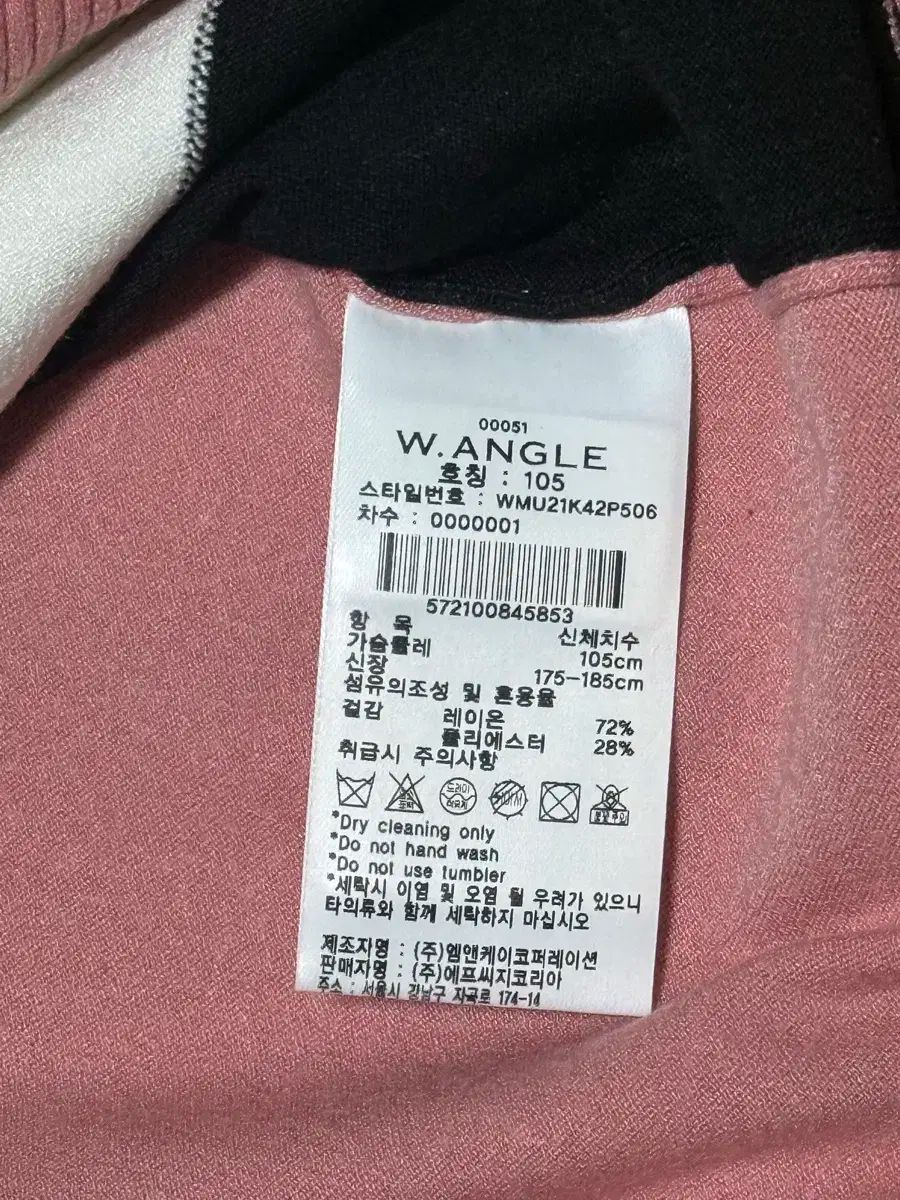 00051
W.ANGLE
호칭 : 105
스타일번호 : WMU21K42P506
차수 : 0000001
572100845853
항 목 신체치수
가슴둘레 105cm
신장 175-185cm
섬유의조성 및 혼용율
겉감 레이온 72%
폴리에스터 28%
취급시 주의사항
드라이
*Dry cleaning only
*Do not hand wash
*Do not use tumbler
*세탁시 이염 및 오염 될 우려가 있으니
타의류와 함께 세탁하지 마십시오
제조자명 : (주)엠앤케이코퍼레이션
판매자명 : (주)에프씨지코리아
주소 : 서울시 강남구 자곡로 174-14